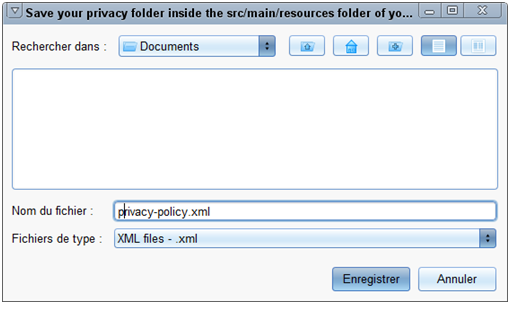 Save your privacy folder inside the src/main/resources folder of yo...
Rechercher dans : Documents
Nom du fichier : privacy-policy.xml
Fichiers de type : XML files - .xml
Enregistrer Annuler